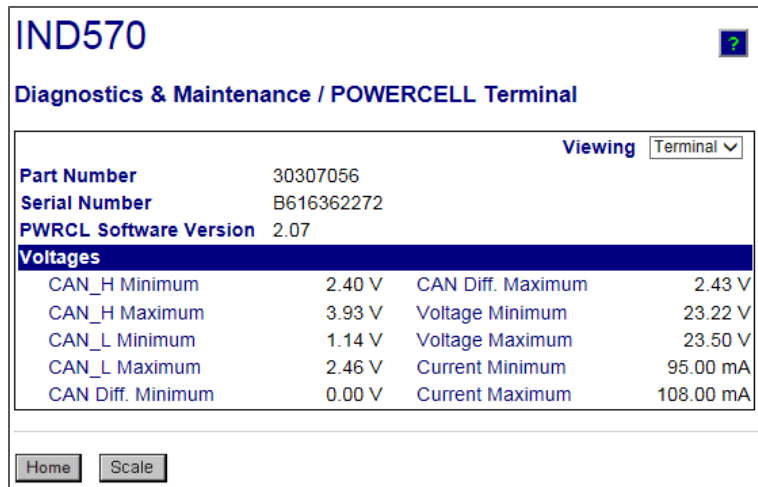 IND570
?
Diagnostics & Maintenance / POWERCELL Terminal
Viewing Terminal
Part Number 30307056
Serial Number B616362272
PWRCL Software Version 2.07
Voltages
CAN_H Minimum 2.40 V CAN Diff. Maximum 2.43 V
CAN_H Maximum 3.93 V Voltage Minimum 23.22 V
CAN_L Minimum 1.14 V Voltage Maximum 23.50 V
CAN_L Maximum 2.46 V Current Minimum 95.00 mA
CAN Diff. Minimum 0.00 V Current Maximum 108.00 mA
Home Scale